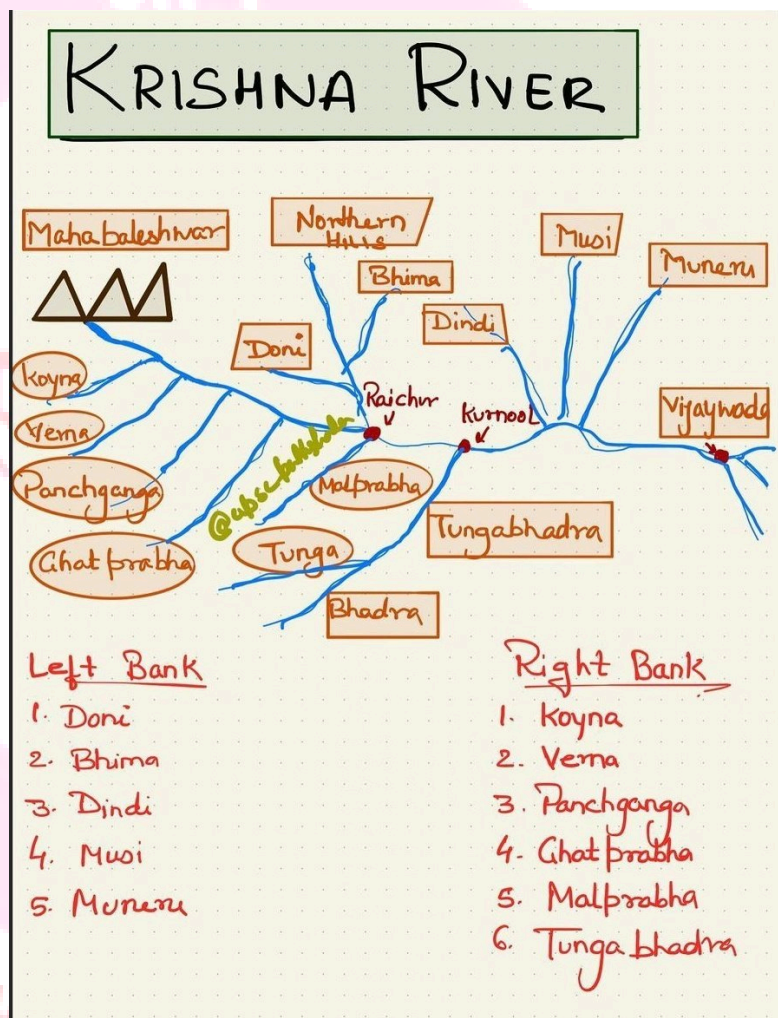 KRISHNA RIVER
Mahabaleshwar
Northern
Hills
Bhima
Musi
Muneru
Dindi
Doni
Koyna
Raichur
Kurnool
Vijaywada
Verna
Panchganga
Malprabha
Ghatprabha
Tunga
Tungabhadra
Bhadra
Left Bank
1. Doni
2. Bhima
3. Dindi
4. Musi
5. Muneru
Right Bank
1. Koyna
2. Verna
3. Panchganga
4. Ghatprabha
5. Malprabha
6. Tungabhadra